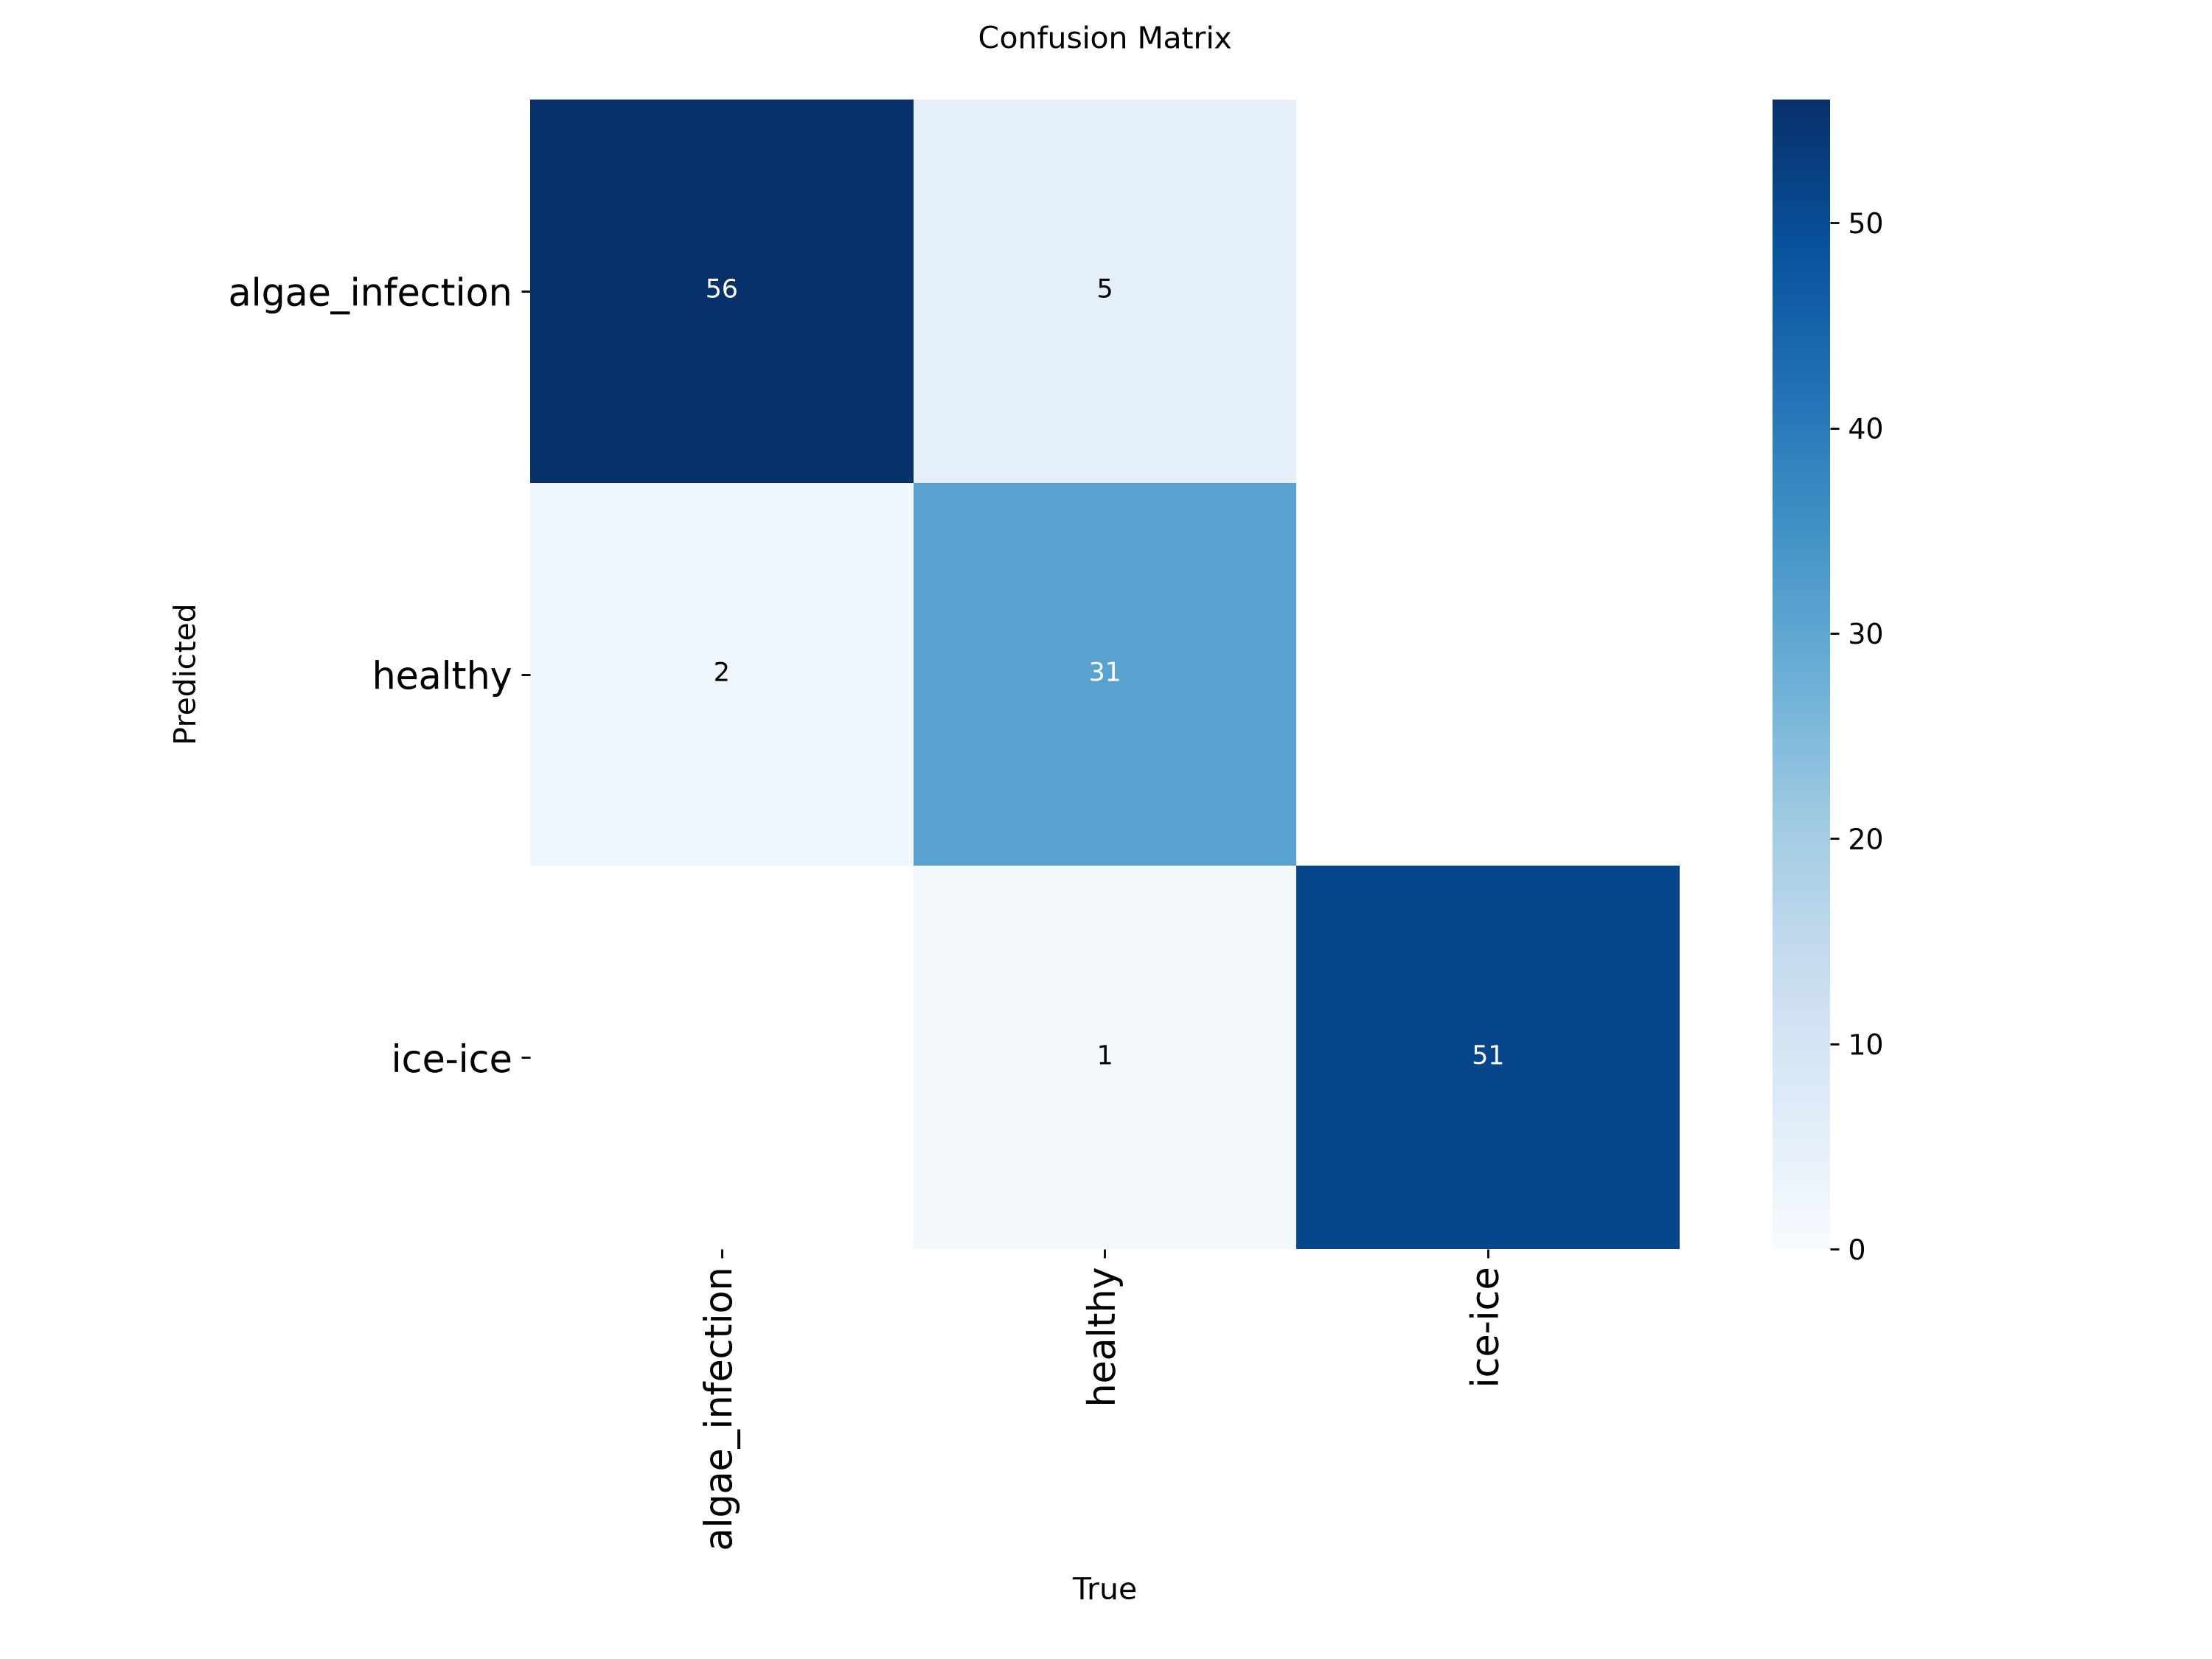 Confusion Matrix
algae_infection
56
5
healthy
2
31
ice-ice
1
51
Predicted
algae_infection
healthy
ice-ice
True
50
40
30
20
10
0